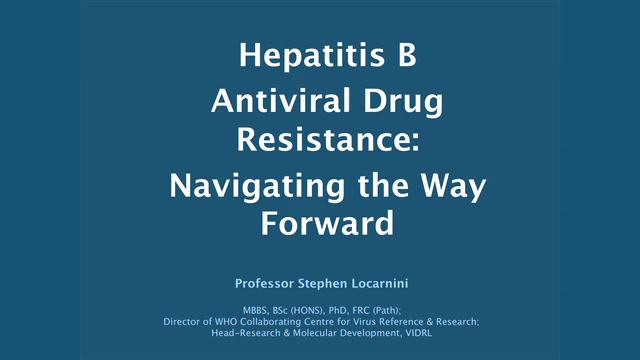 Hepatitis B
Antiviral Drug
Resistance:
Navigating the Way
Forward
Professor Stephen Locarnini
MBBS, BSc (HONS), PhD, FRC (Path);
Director of WHO Collaborating Centre for Virus Reference & Research;
Head-Research & Molecular Development, VIDRL